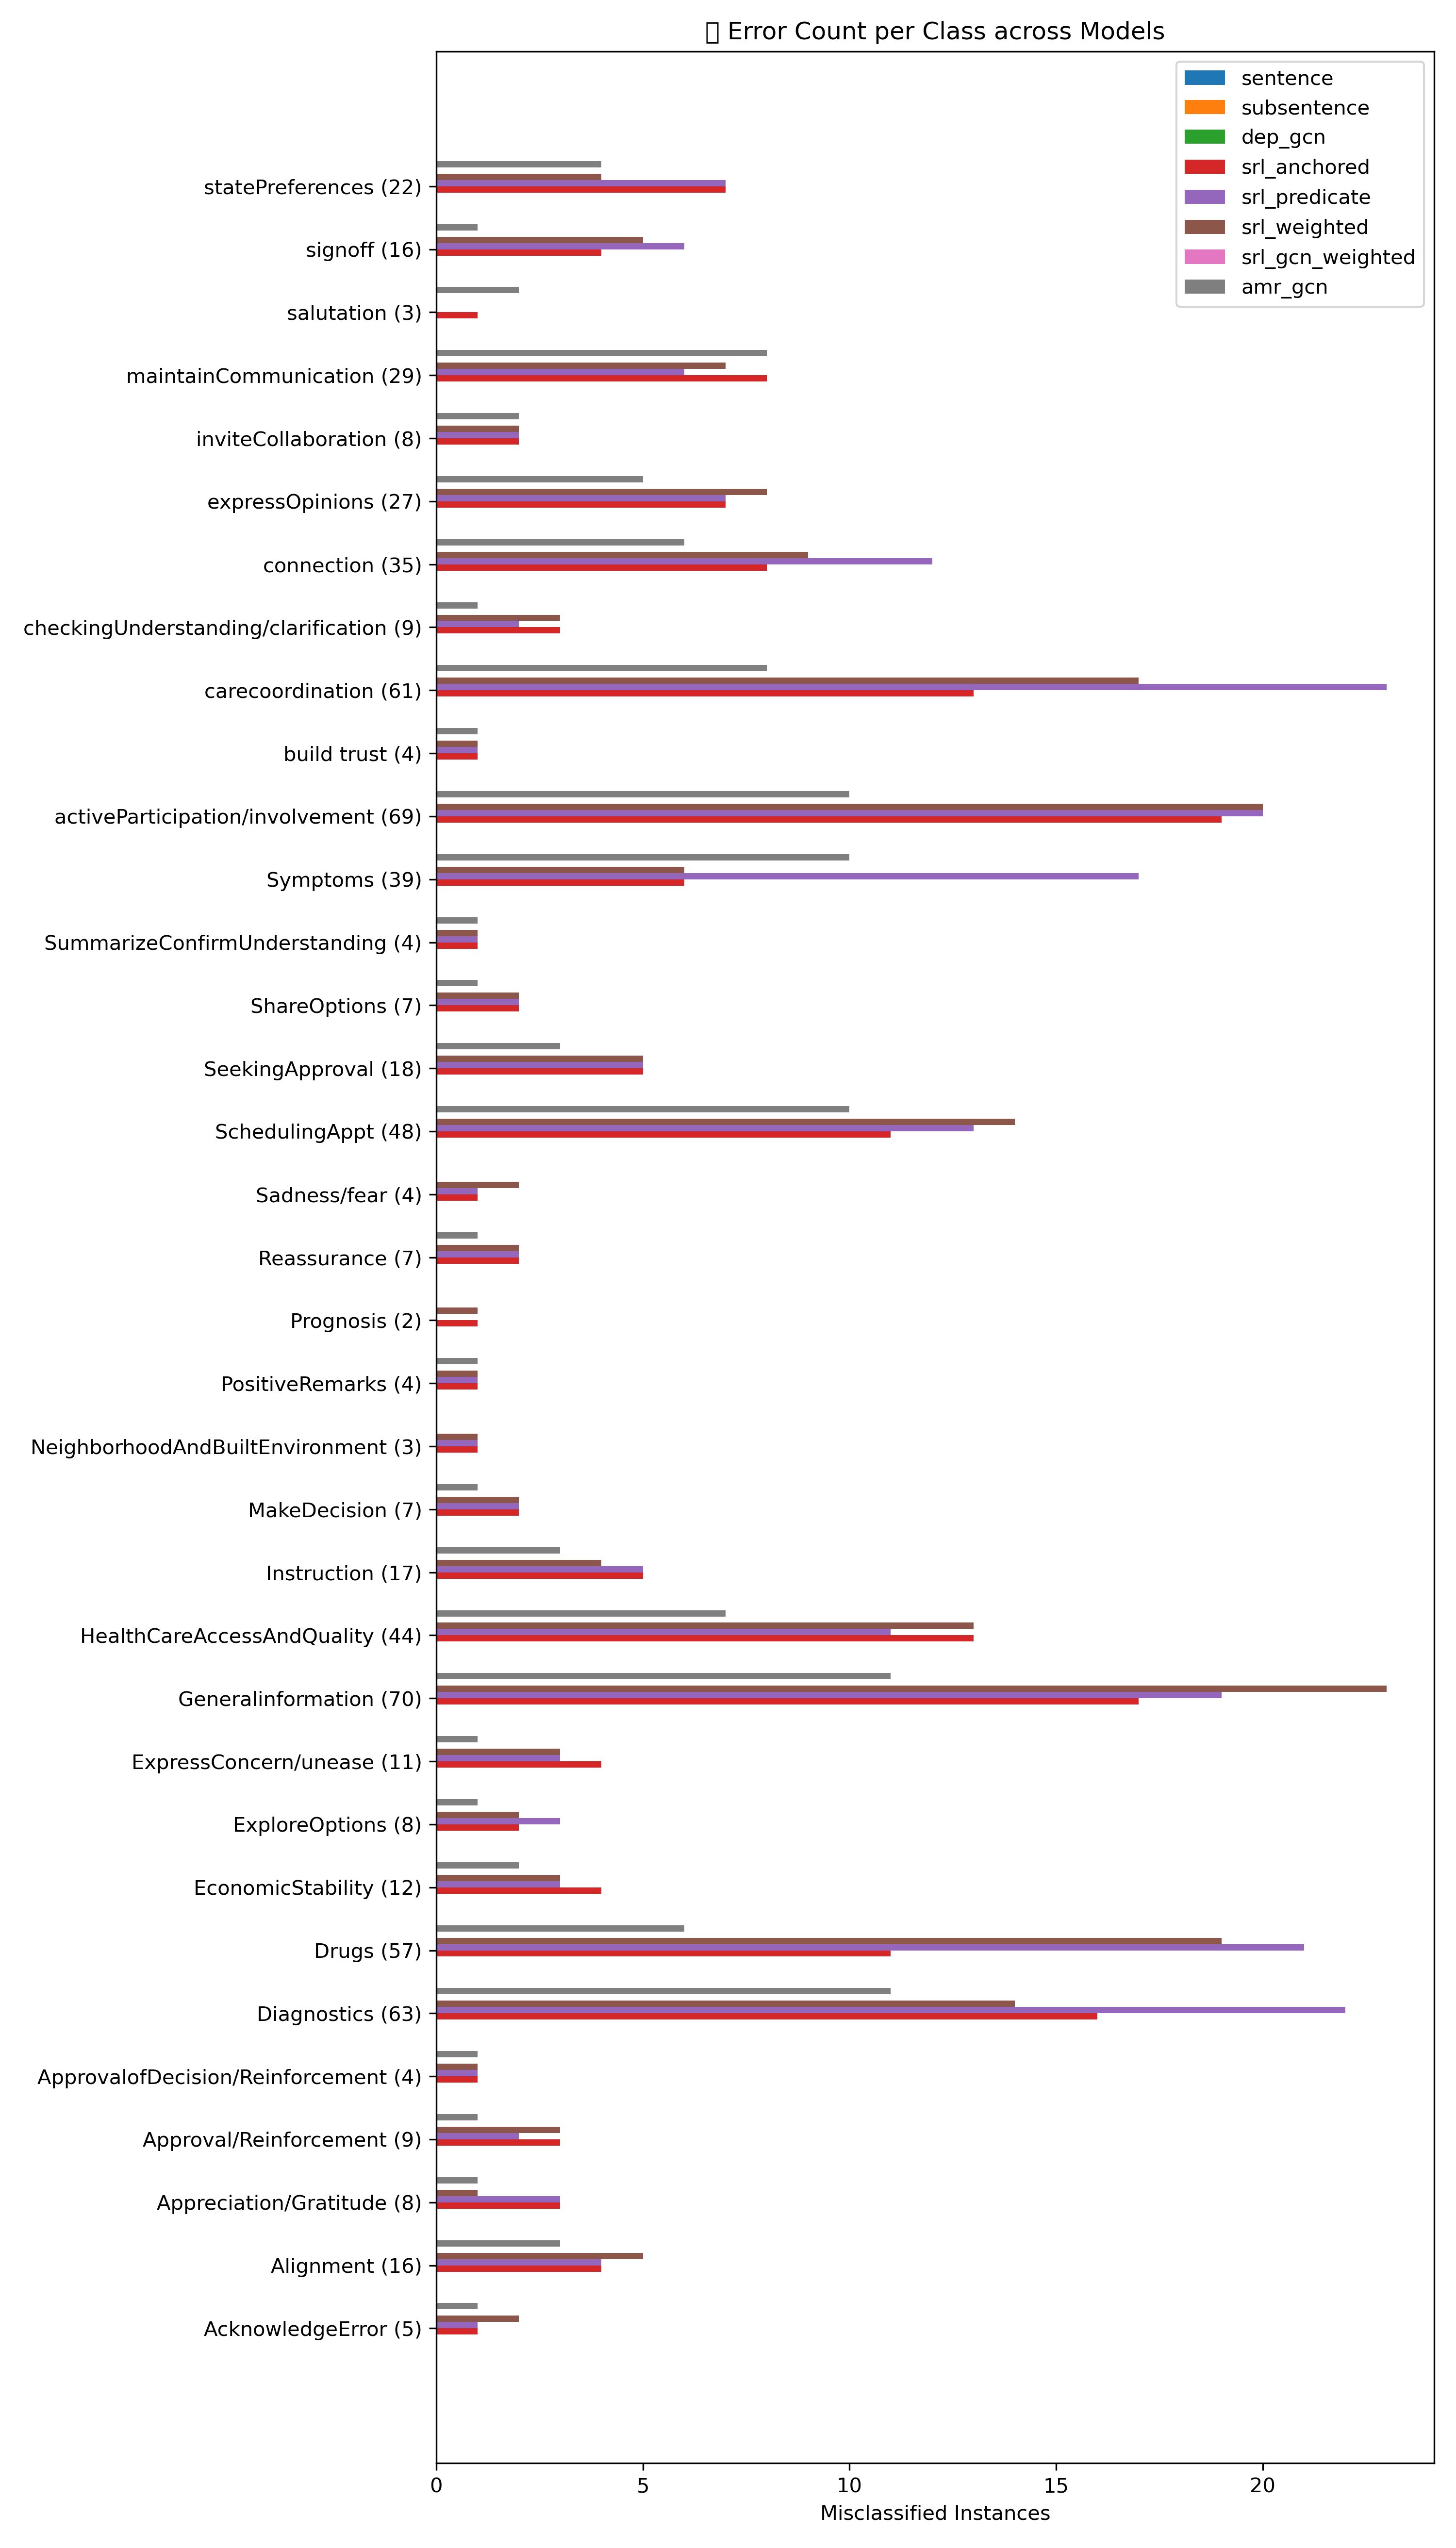 ▯ Error Count per Class across Models
sentence
subsentence
dep_gcn
srl_anchored
srl_predicate
srl_weighted
srl_gcn_weighted
amr_gcn
statePreferences (22)
signoff (16)
salutation (3)
maintainCommunication (29)
inviteCollaboration (8)
expressOpinions (27)
connection (35)
checkingUnderstanding/clarification (9)
carecoordination (61)
build trust (4)
activeParticipation/involvement (69)
Symptoms (39)
SummarizeConfirmUnderstanding (4)
ShareOptions (7)
SeekingApproval (18)
SchedulingAppt (48)
Sadness/fear (4)
Reassurance (7)
Prognosis (2)
PositiveRemarks (4)
NeighborhoodAndBuiltEnvironment (3)
MakeDecision (7)
Instruction (17)
HealthCareAccessAndQuality (44)
Generalinformation (70)
ExpressConcern/unease (11)
ExploreOptions (8)
EconomicStability (12)
Drugs (57)
Diagnostics (63)
ApprovalofDecision/Reinforcement (4)
Approval/Reinforcement (9)
Appreciation/Gratitude (8)
Alignment (16)
AcknowledgeError (5)
0 5 10 15 20
Misclassified Instances